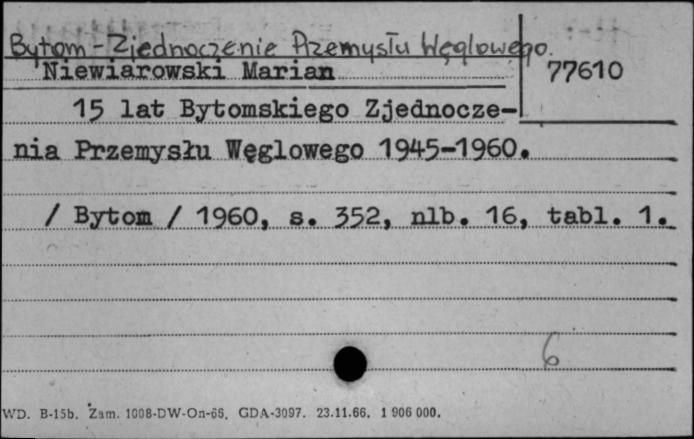 Bytom - Zjednoczenie Przemysłu Węglowego.
Niewiarowski Marian
77610
15 lat Bytomskiego Zjednocze-
nia Przemysłu Węglowego 1945-1960.
/ Bytom / 1960, s. 352, nlb. 16, tabl. 1.
6
WD. B-15b. Zam. 1008-DW-On-66. GDA-3097. 23.11.66. 1 906 000.